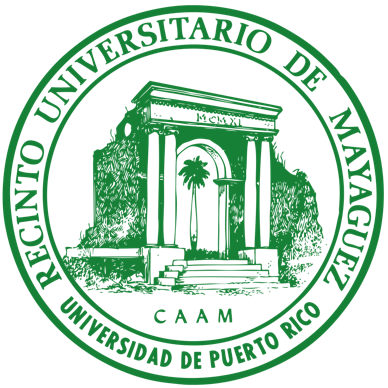 RECINTO UNIVERSITARIO DE MAYAGUEZ
MCMXI
CAAM
UNIVERSIDAD DE PUERTO RICO